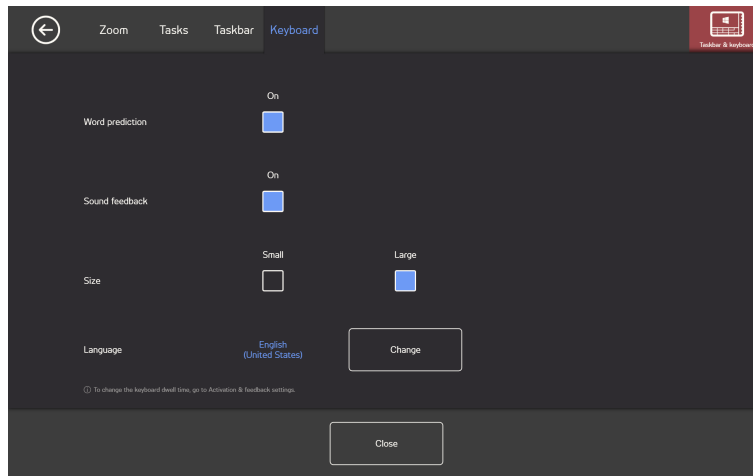 Zoom Tasks Taskbar Keyboard
Taskbar & keyboard
On
Word prediction
On
Sound feedback
Small Large
Size
English
(United States)
Language
Change
ⓘ To change the keyboard dwell time, go to Activation & feedback settings.
Close